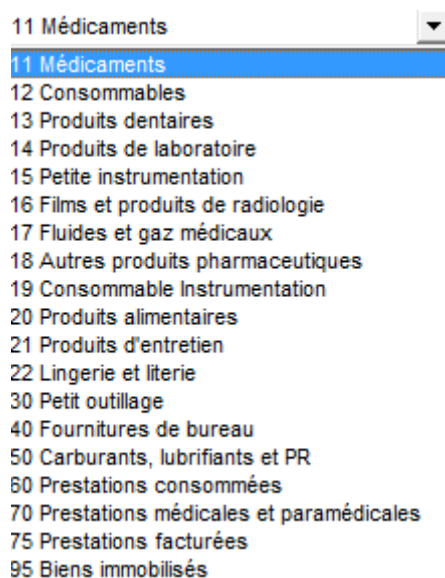 11 Médicaments
11 Médicaments
12 Consommables
13 Produits dentaires
14 Produits de laboratoire
15 Petite instrumentation
16 Films et produits de radiologie
17 Fluides et gaz médicaux
18 Autres produits pharmaceutiques
19 Consommable Instrumentation
20 Produits alimentaires
21 Produits d'entretien
22 Lingerie et literie
30 Petit outillage
40 Fournitures de bureau
50 Carburants, lubrifiants et PR
60 Prestations consommées
70 Prestations médicales et paramédicales
75 Prestations facturées
95 Biens immobilisés